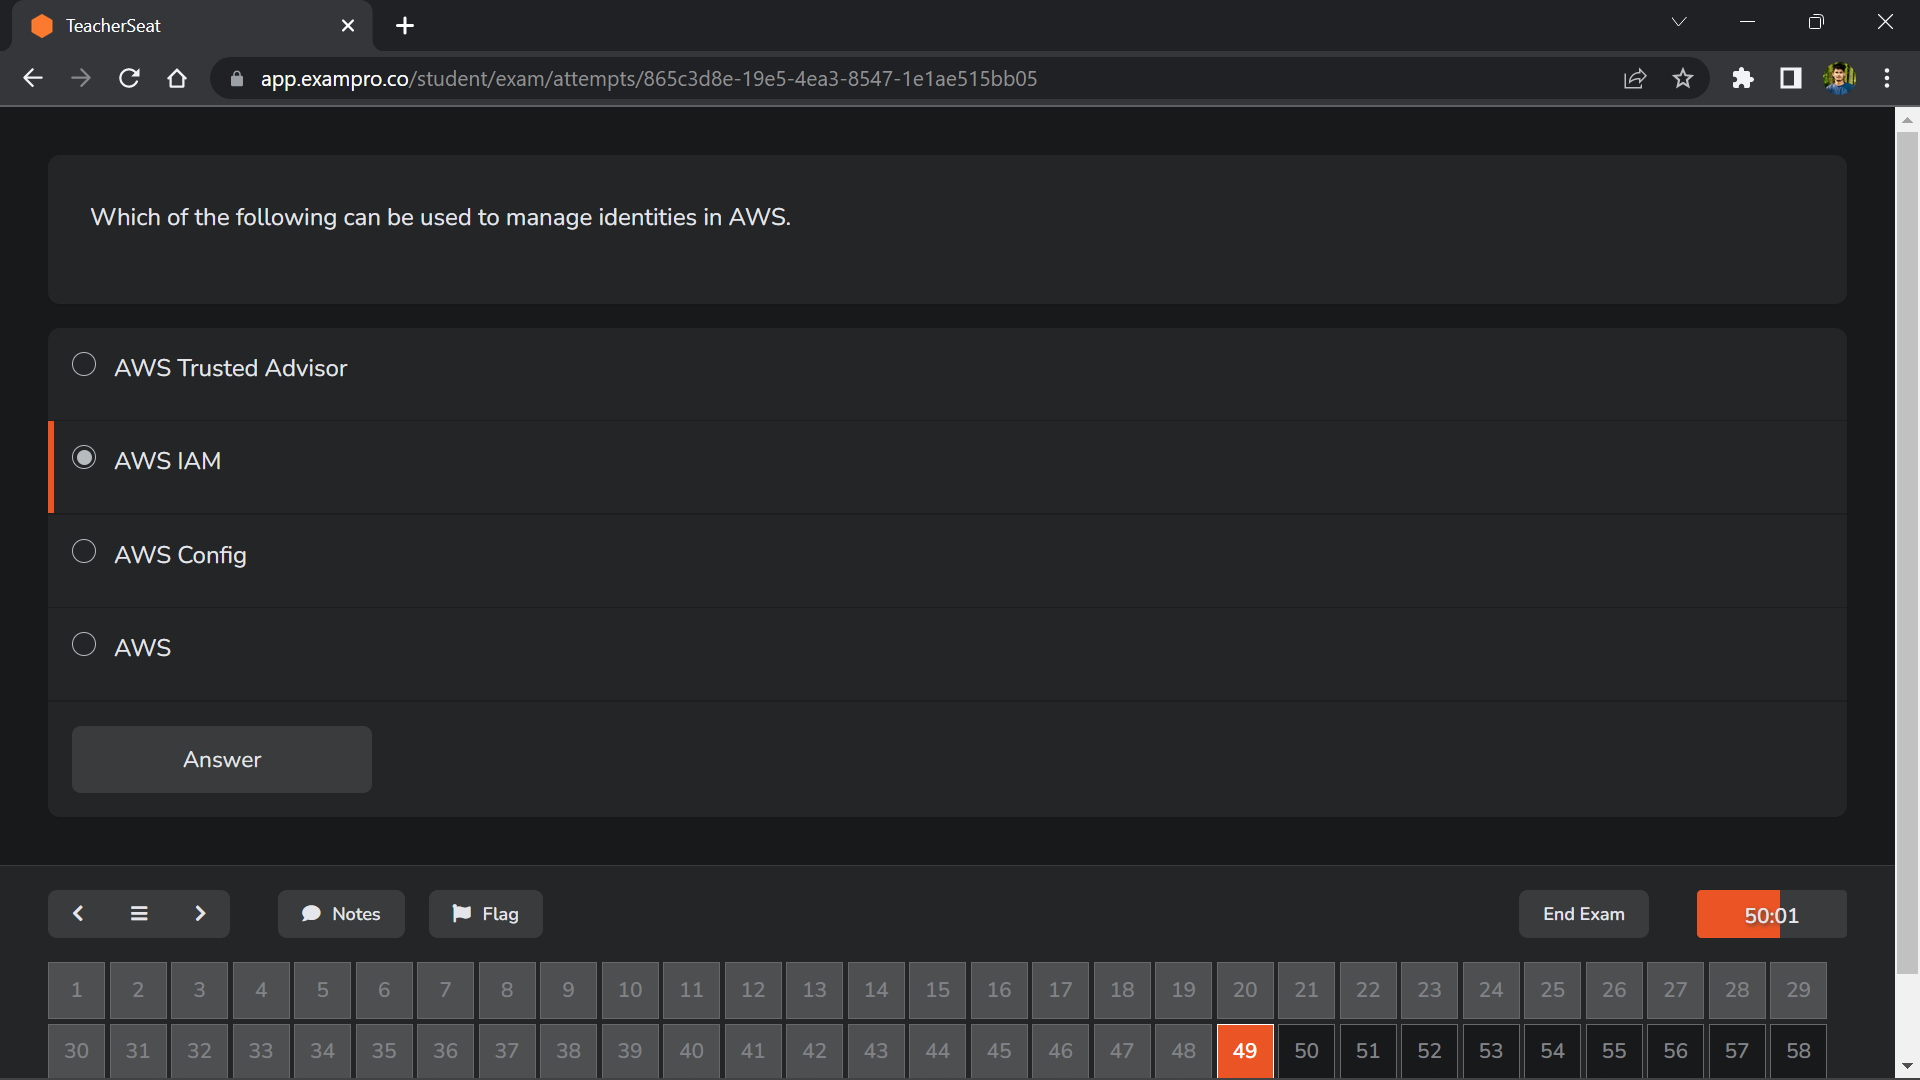 TeacherSeat
app.exampro.co/student/exam/attempts/865c3d8e-19e5-4ea3-8547-1e1ae515bb05
Which of the following can be used to manage identities in AWS.
AWS Trusted Advisor
AWS IAM
AWS Config
AWS
Answer
Notes Flag End Exam 50:01
1 2 3 4 5 6 7 8 9 10 11 12 13 14 15 16 17 18 19 20 21 22 23 24 25 26 27 28 29
30 31 32 33 34 35 36 37 38 39 40 41 42 43 44 45 46 47 48 49 50 51 52 53 54 55 56 57 58